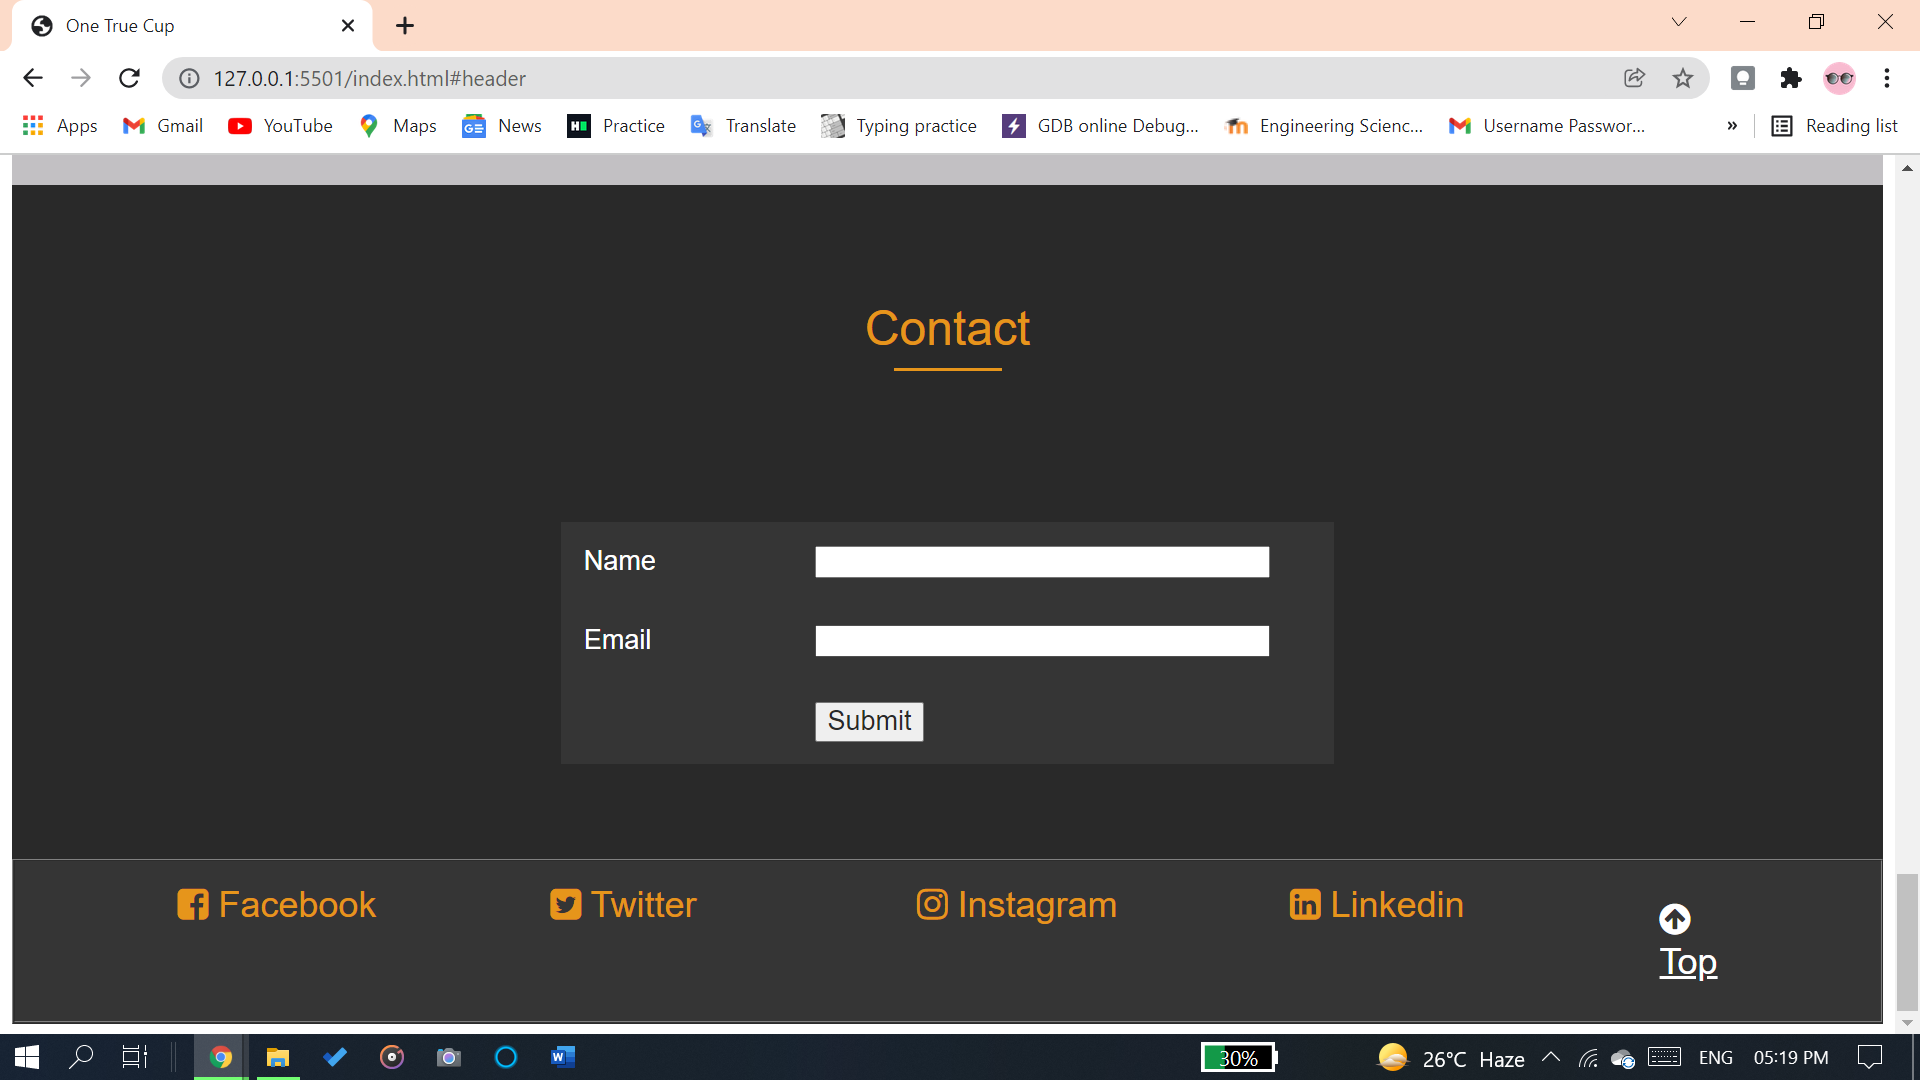 One True Cup
127.0.0.1:5501/index.html#header
Apps Gmail YouTube Maps News Practice Translate Typing practice GDB online Debug... Engineering Scienc... Username Passwor... » Reading list
Contact
Name
Email
Submit
Facebook Twitter Instagram Linkedin
Top
30% 26°C Haze ENG 05:19 PM